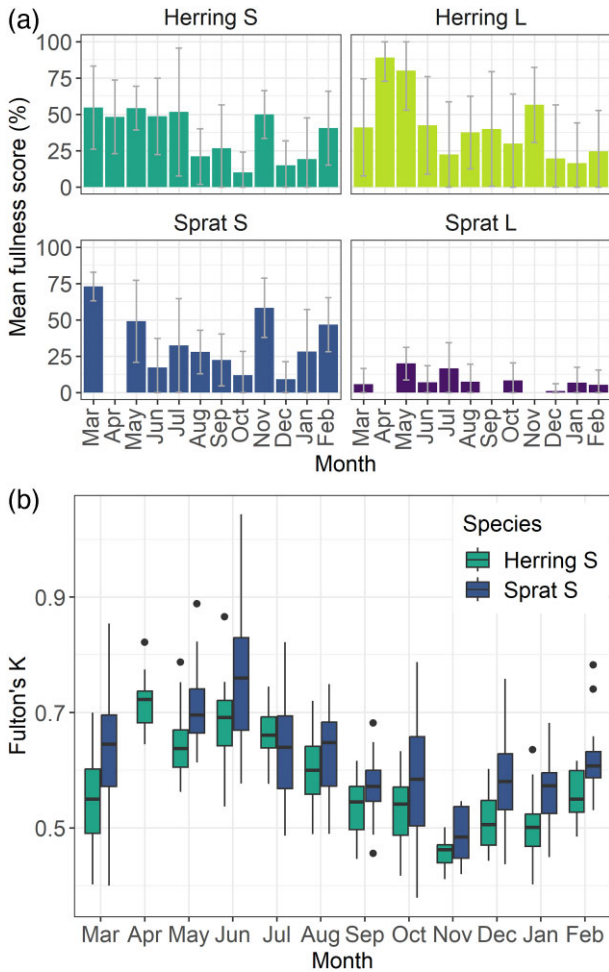 (a)
Herring S
Herring L
Mean fullness score (%)
100
75
50
25
0
Sprat S
Sprat L
100
75
50
25
0
Mar Apr May Jun Jul Aug Sep Oct Nov Dec Jan Feb
Mar Apr May Jun Jul Aug Sep Oct Nov Dec Jan Feb
Month
(b)
Fulton's K
0.9
0.7
0.5
Species
Herring S
Sprat S
Mar Apr May Jun Jul Aug Sep Oct Nov Dec Jan Feb
Month